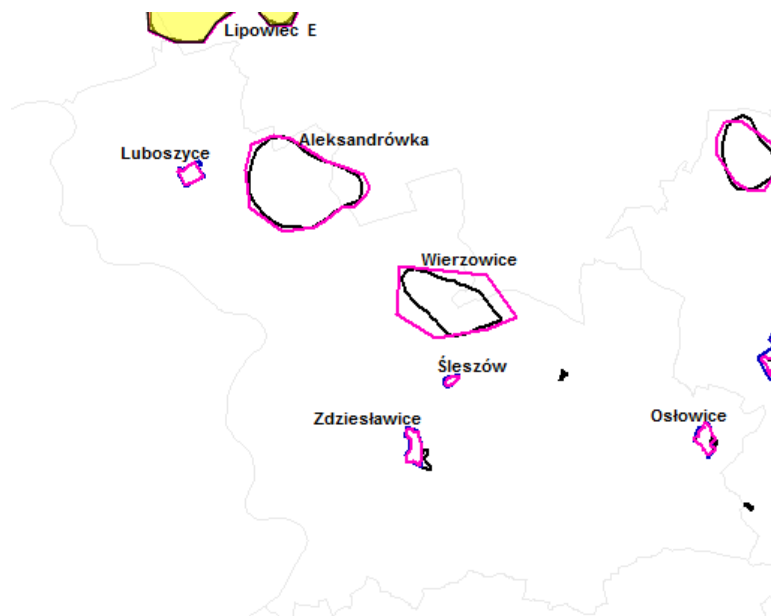 Lipowiec E
Aleksandrówka
Luboszyce
Wierzowice
Śleszów
Zdziesławice
Osłowice